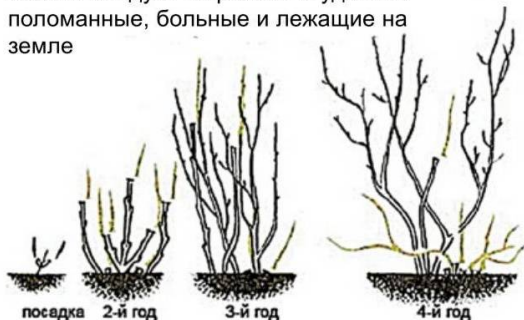 поломанные, больные и лежащие на
земле
посадка 2-й год 3-й год 4-й год